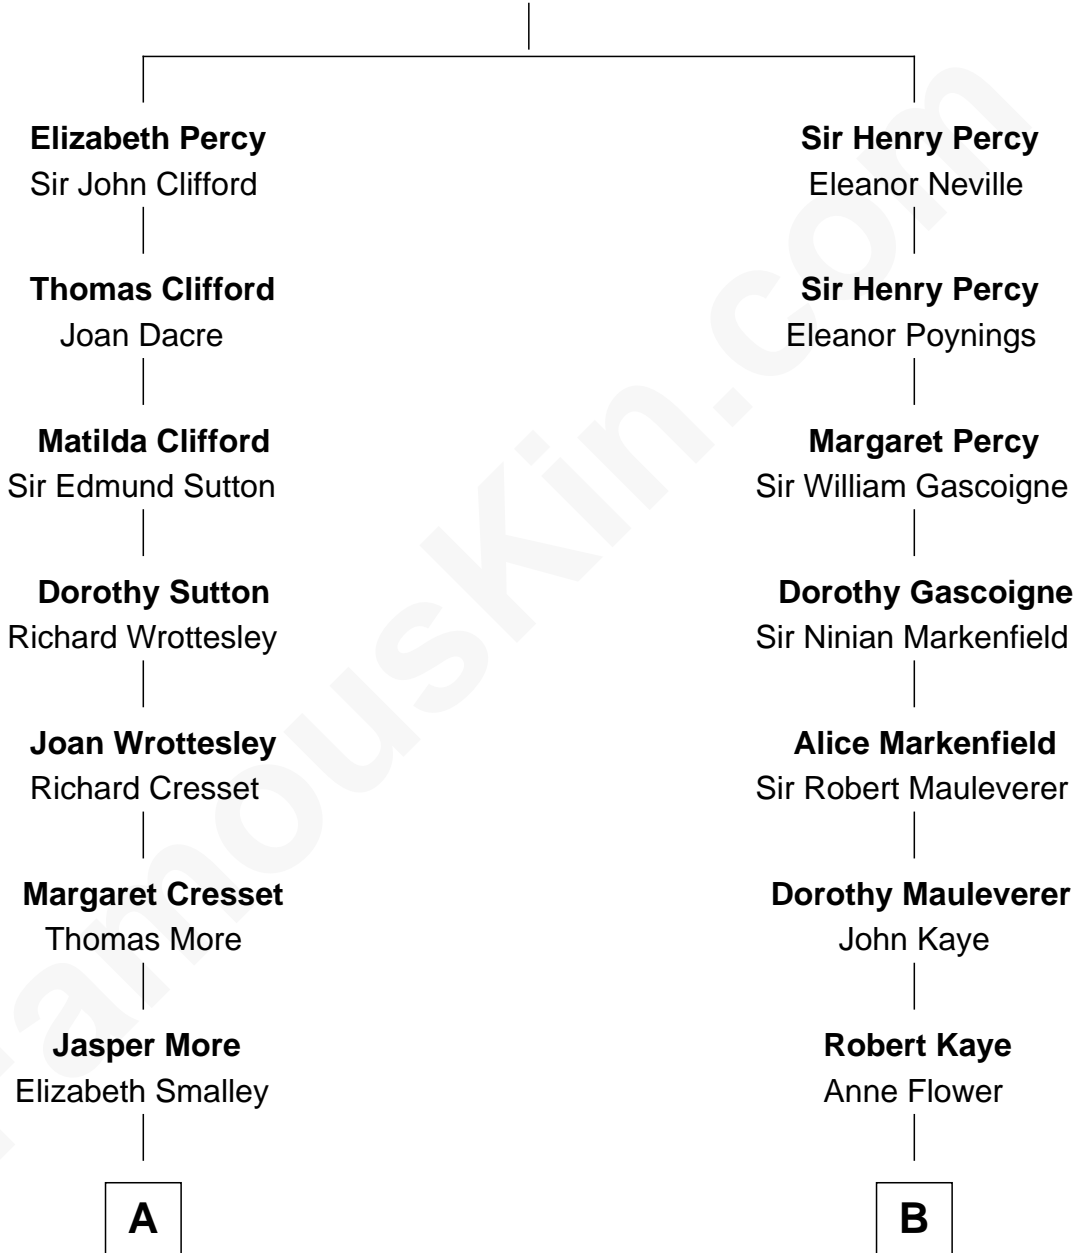 Elizabeth Percy
Sir John Clifford
Thomas Clifford
Joan Dacre
Matilda Clifford
Sir Edmund Sutton
Dorothy Sutton
Richard Wrottesley
Joan Wrottesley
Richard Cresset
Margaret Cresset
Thomas More
Jasper More
Elizabeth Smalley
A
Sir Henry Percy
Eleanor Neville
Sir Henry Percy
Eleanor Poynings
Margaret Percy
Sir William Gascoigne
Dorothy Gascoigne
Sir Ninian Markenfield
Alice Markenfield
Sir Robert Mauleverer
Dorothy Mauleverer
John Kaye
Robert Kaye
Anne Flower
B
FamousKin.com